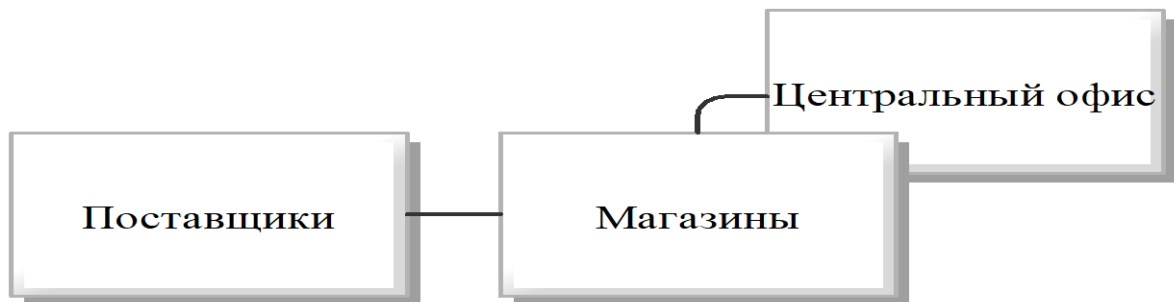 Центральный офис
Поставщики
Магазины